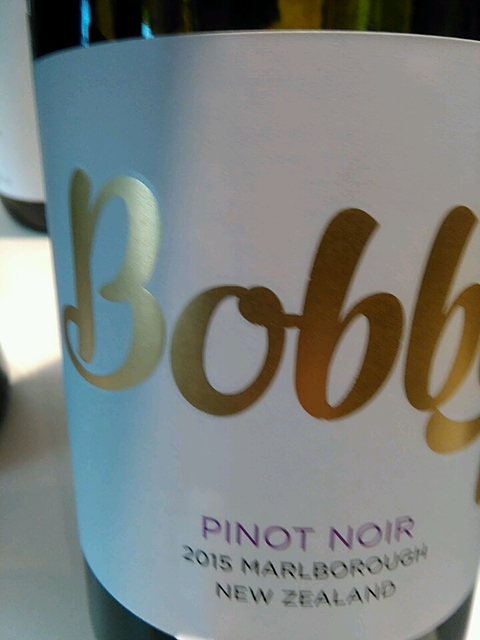 Bobb
PINOT NOIR
2015 MARLBOROUGH
NEW ZEALAND